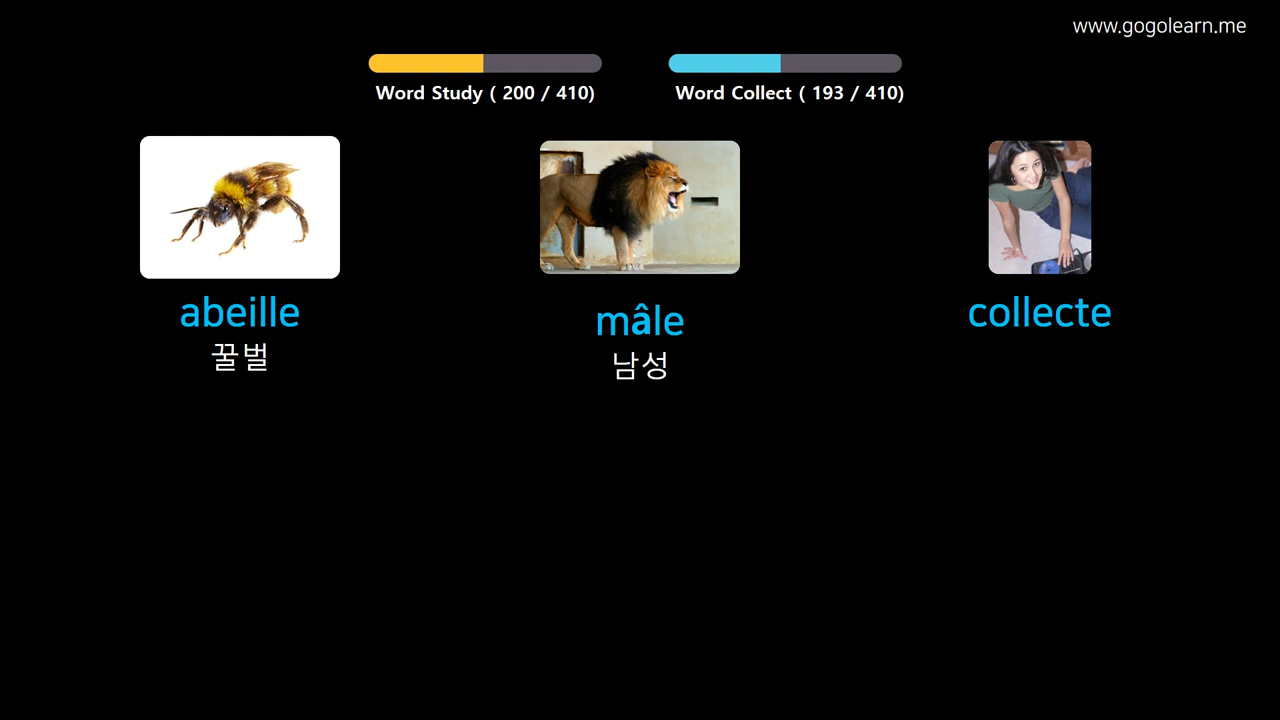 www.gogolearn.me
Word Study ( 200 / 410)
Word Collect ( 193 / 410)
abeille
꿀벌
mâle
남성
collecte